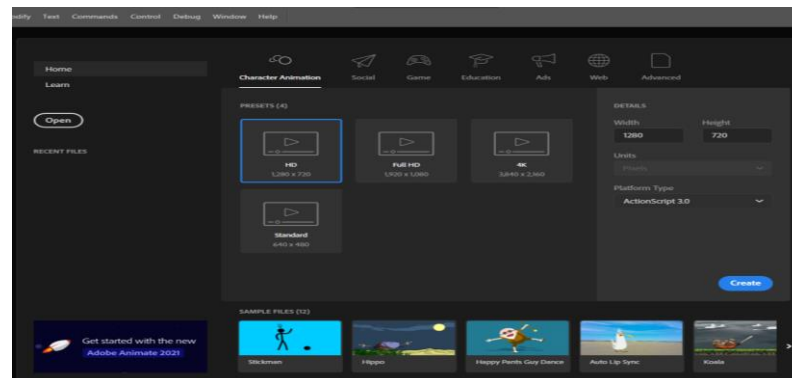 Text Commands Control Debug Window Help
Home
Learn
Open
RECENT FILES
Get started with the new
Adobe Animate 2021
Character Animation Social Game Education Ads Web Advanced
PRESETS (4)
HD
1,280 x 720
Full HD
1,920 x 1,080
4K
3,840 x 2,160
Standard
640 x 480
DETAILS
Width Height
1280 720
Units
Pixels
Platform Type
ActionScript 3.0
Create
SAMPLE FILES (12)
Stickman Hippo Happy Pents Guy Dance Auto Lip Sync Koala